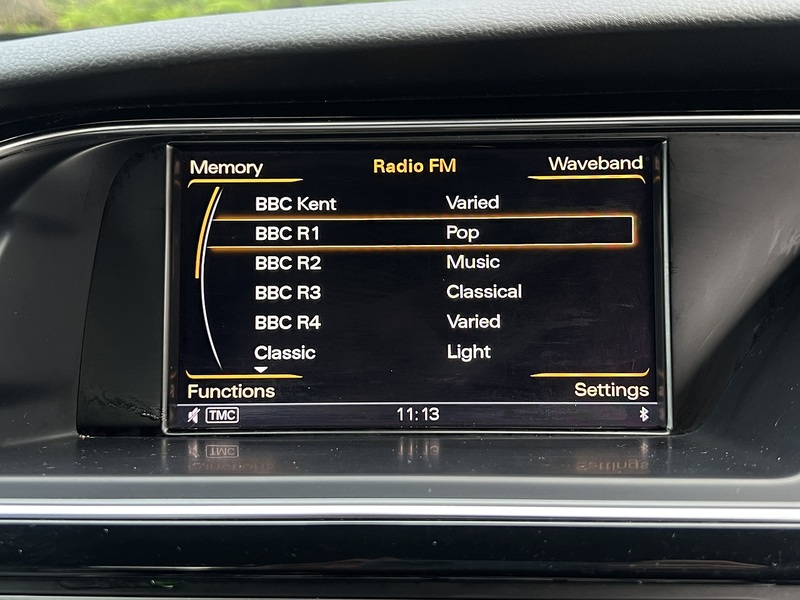 Memory Radio FM Waveband
BBC Kent Varied
BBC R1 Pop
BBC R2 Music
BBC R3 Classical
BBC R4 Varied
Classic Light
Functions Settings
TMC 11:13